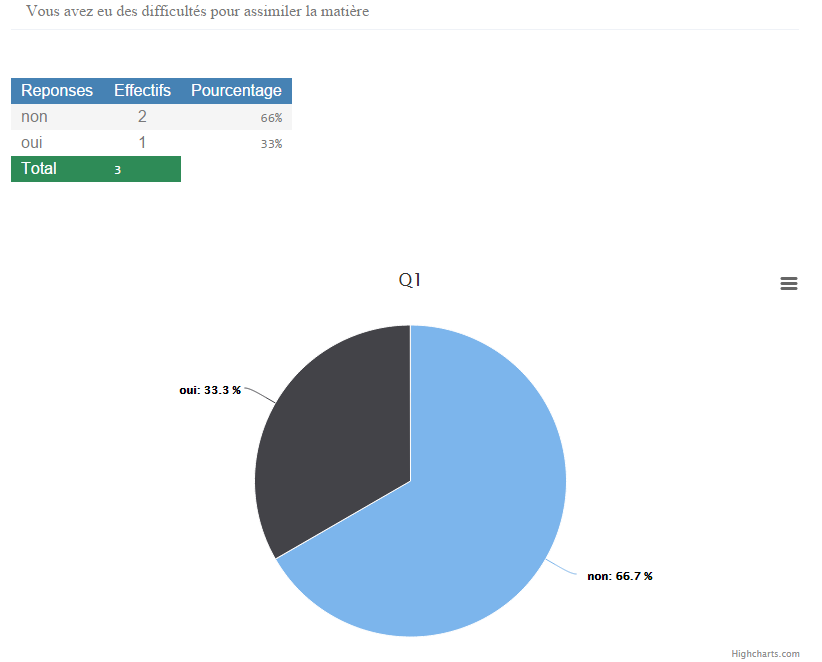 Vous avez eu des difficultés pour assimiler la matière
Reponses Effectifs Pourcentage
non 2 66%
oui 1 33%
Total 3
Q1
oui: 33.3 %
non: 66.7 %
Highcharts.com